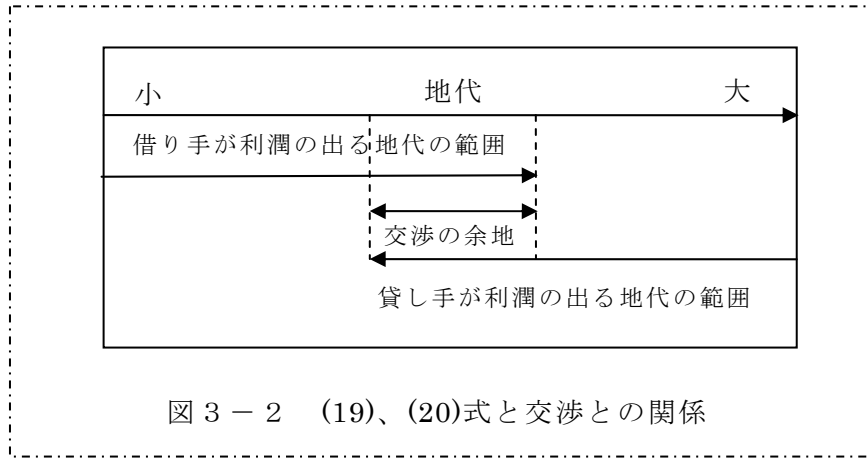 小 地代 大
借り手が利潤の出る地代の範囲
交渉の余地
貸し手が利潤の出る地代の範囲
図３－２ (19)、(20)式と交渉との関係